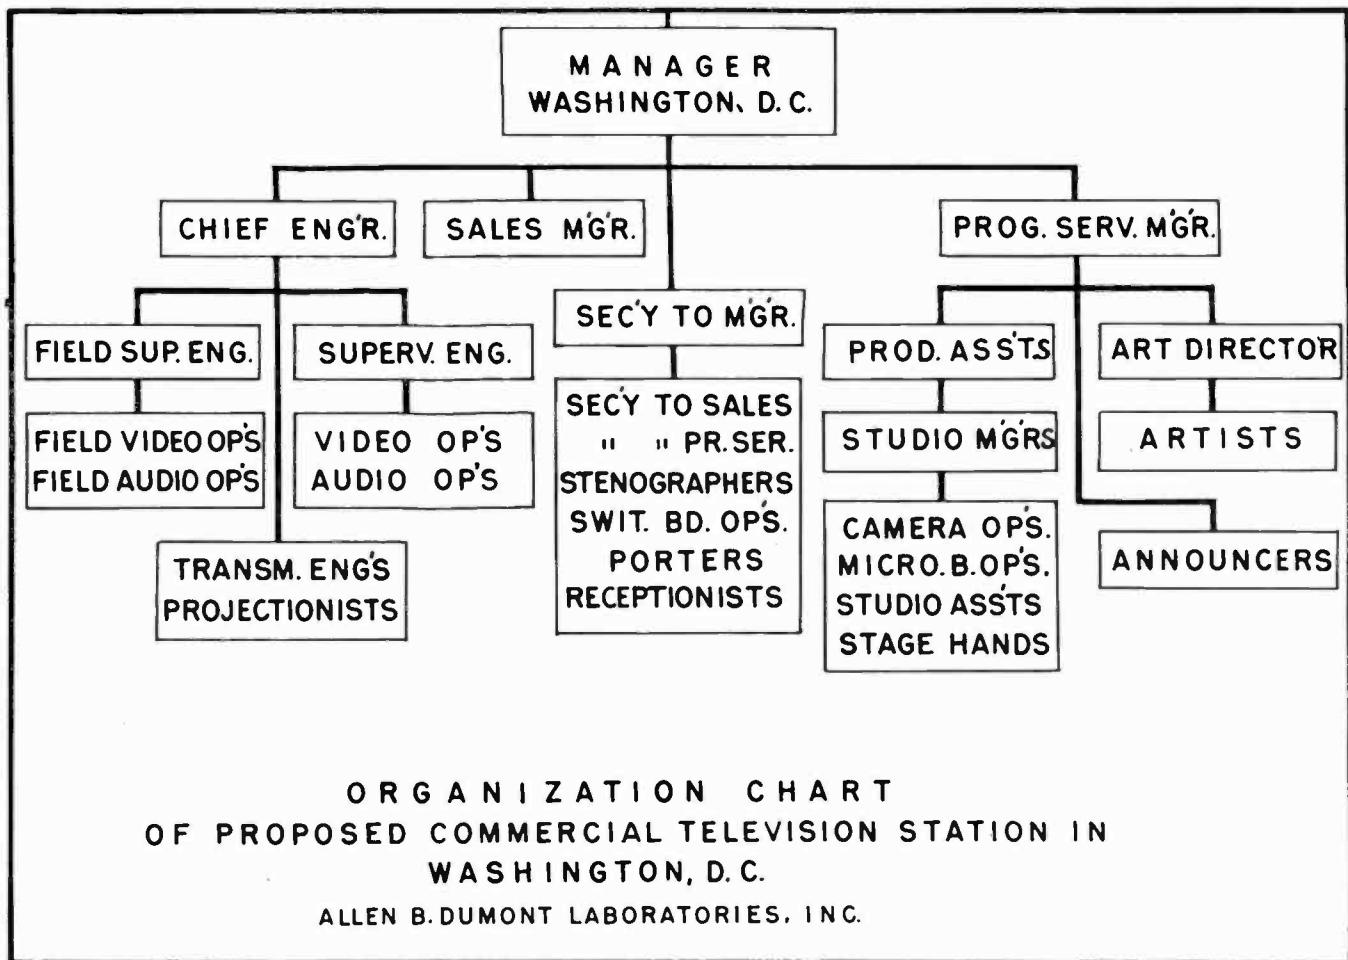 MANAGER
WASHINGTON, D.C.
CHIEF ENG'R.
SALES M'G'R.
PROG. SERV. M'G'R.
SEC'Y TO M'G'R.
FIELD SUP. ENG.
SUPERV. ENG.
PROD. ASS'TS
ART DIRECTOR
FIELD VIDEO OP'S
FIELD AUDIO OP'S
VIDEO OP'S
AUDIO OP'S
SEC'Y TO SALES
" " PR. SER.
STENOGRAPHERS
SWIT. BD. OP'S.
PORTERS
RECEPTIONISTS
STUDIO M'G'RS
ARTISTS
TRANSM. ENG'S
PROJECTIONISTS
CAMERA OP'S.
MICRO. B. OP'S.
STUDIO ASS'TS
STAGE HANDS
ANNOUNCERS
ORGANIZATION CHART
OF PROPOSED COMMERCIAL TELEVISION STATION IN
WASHINGTON, D.C.
ALLEN B. DUMONT LABORATORIES, INC.